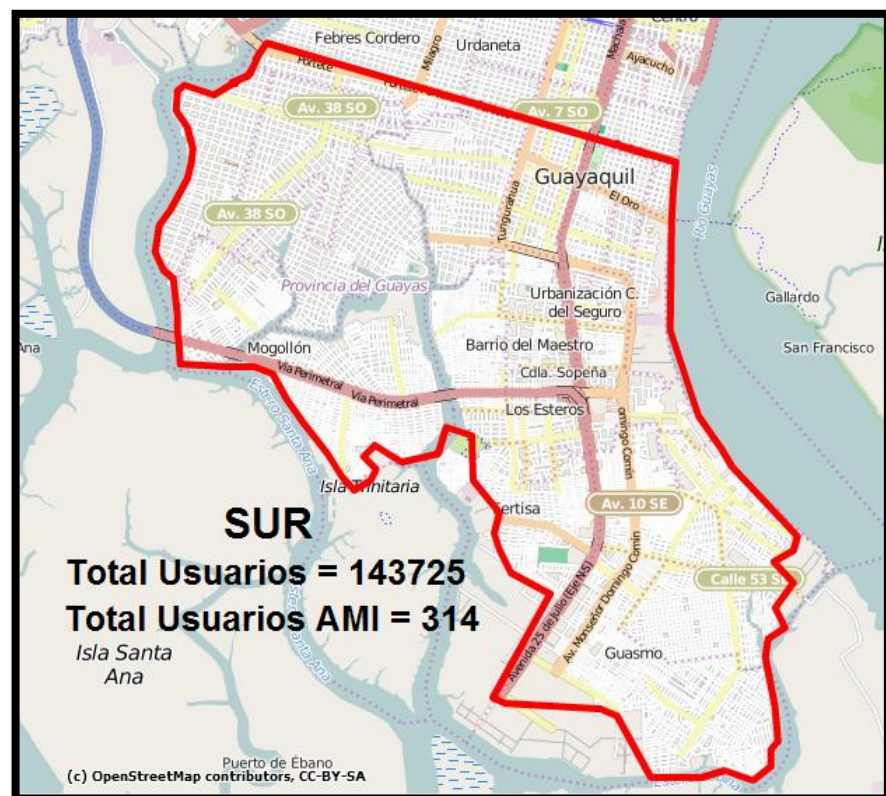 Centro
Febres Cordero
Urdaneta
Milagro
Machala
Ayacucho
Portete
Av. 38 SO
Av. 7 SO
Guayaquil
El Oro
Río Guayas
Av. 38 SO
Tungurahua
Provincia del Guayas
Urbanización C.
del Seguro
Gallardo
Mogollón
Barrio del Maestro
San Francisco
Ana
Cdla. Sopeña
Vía Perimetral
Vía Perimetral
Los Esteros
Estero Santa Ana
omingo Comín
Isla Trinitaria
Av. 10 SE
Fertisa
SUR
Total Usuarios = 143725
Calle 53 SE
Total Usuarios AMI = 314
Avenida 25 de Julio (Eje N-S)
Av. Monseñor Domingo Comín
Isla Santa
Ana
Guasmo
Puerto de Ébano
(c) OpenStreetMap contributors, CC-BY-SA